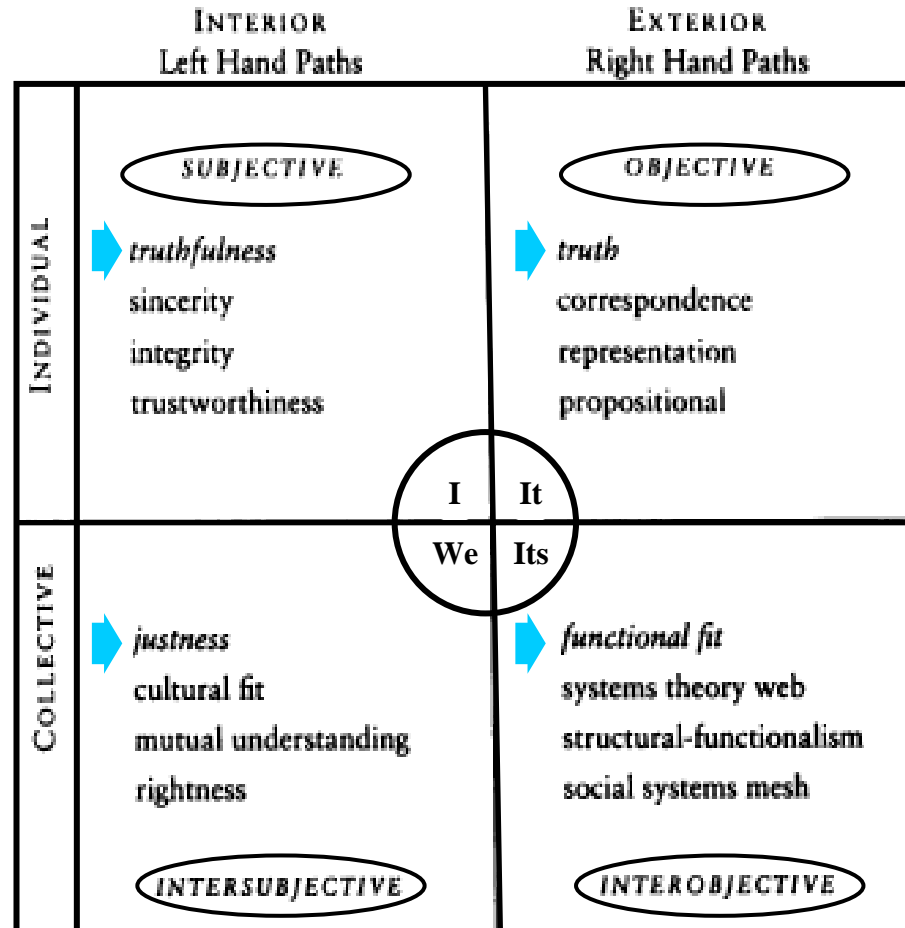 INTERIOR
Left Hand Paths
EXTERIOR
Right Hand Paths
INDIVIDUAL
SUBJECTIVE
truthfulness
sincerity
integrity
trustworthiness
OBJECTIVE
truth
correspondence
representation
propositional
I
It
We
Its
COLLECTIVE
justness
cultural fit
mutual understanding
rightness
INTERSUBJECTIVE
functional fit
systems theory web
structural-functionalism
social systems mesh
INTEROBJECTIVE